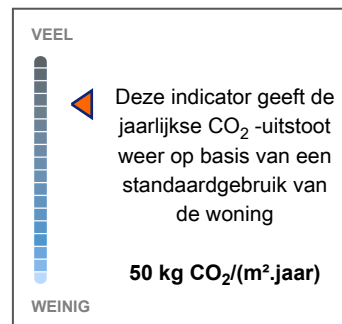 VEEL
Deze indicator geeft de
jaarlijkse CO₂ -uitstoot
weer op basis van een
standaardgebruik van
de woning
50 kg CO₂/(m².jaar)
WEINIG